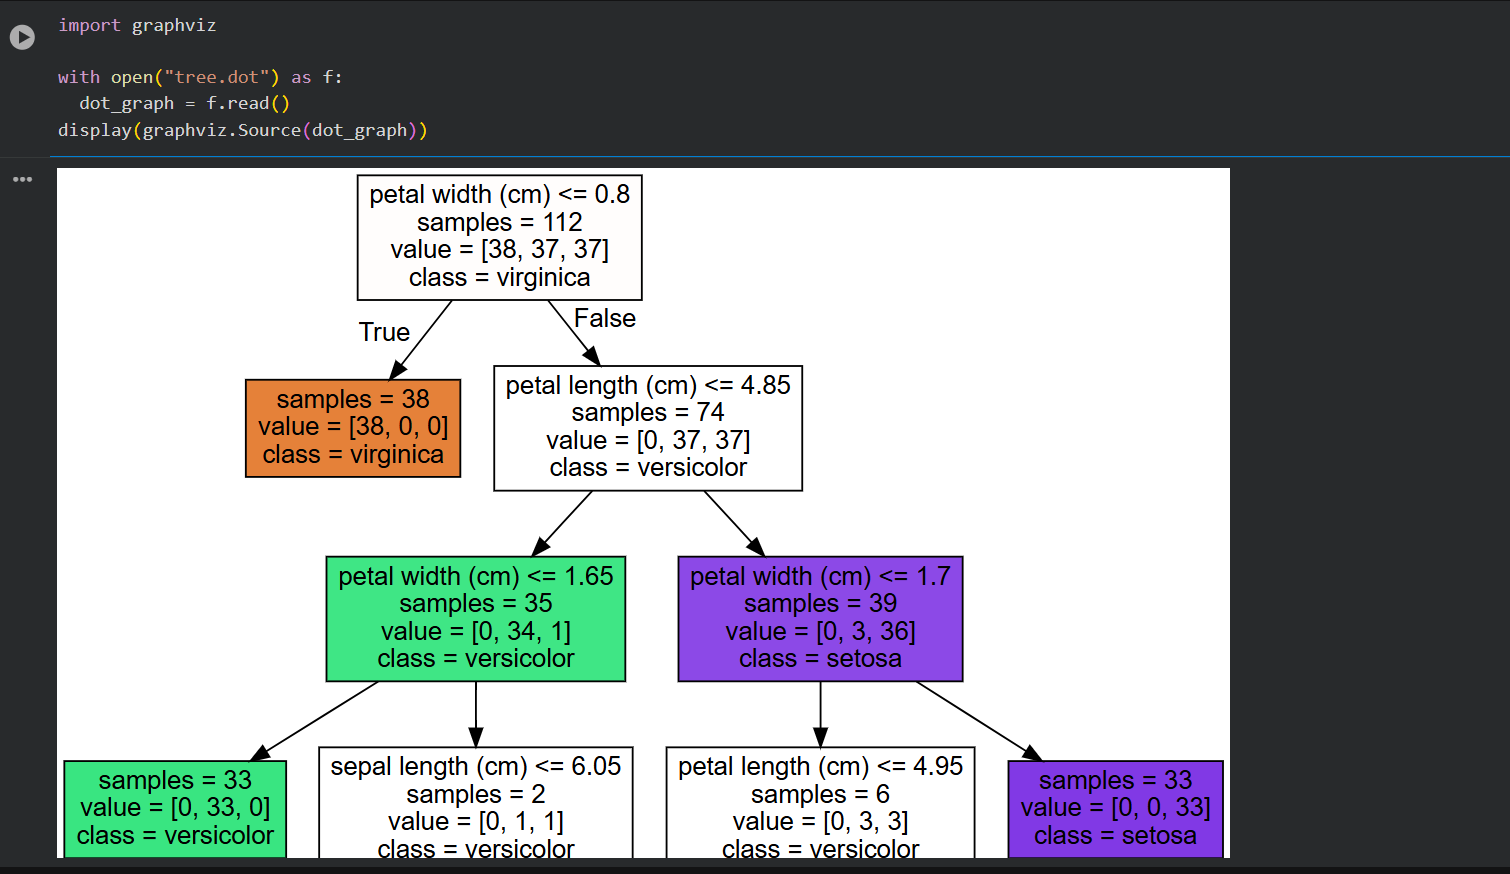 import graphviz
with open("tree.dot") as f:
dot_graph = f.read()
display(graphviz.Source(dot_graph))
petal width (cm) <= 0.8
samples = 112
value = [38, 37, 37]
class = virginica
True
False
samples = 38
value = [38, 0, 0]
class = virginica
petal length (cm) <= 4.85
samples = 74
value = [0, 37, 37]
class = versicolor
petal width (cm) <= 1.65
samples = 35
value = [0, 34, 1]
class = versicolor
petal width (cm) <= 1.7
samples = 39
value = [0, 3, 36]
class = setosa
samples = 33
value = [0, 33, 0]
class = versicolor
sepal length (cm) <= 6.05
samples = 2
value = [0, 1, 1]
class = versicolor
petal length (cm) <= 4.95
samples = 6
value = [0, 3, 3]
class = versicolor
samples = 33
value = [0, 0, 33]
class = setosa